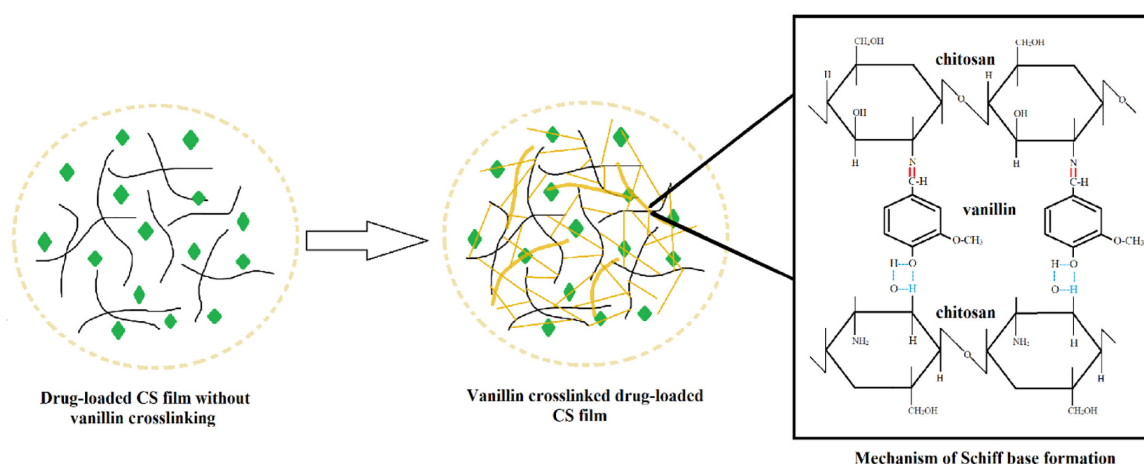 Drug-loaded CS film without
vanillin crosslinking
Vanillin crosslinked drug-loaded
CS film
CH₂OH
chitosan
CH₂OH
H
H
O
O
OH
OH
H
H
N
N
C-H
C-H
vanillin
O-CH₃
O-CH₃
H
O
H
O
O
H
O
H
chitosan
NH₂
H
O
NH₂
H
H
H
CH₂OH
CH₂OH
Mechanism of Schiff base formation